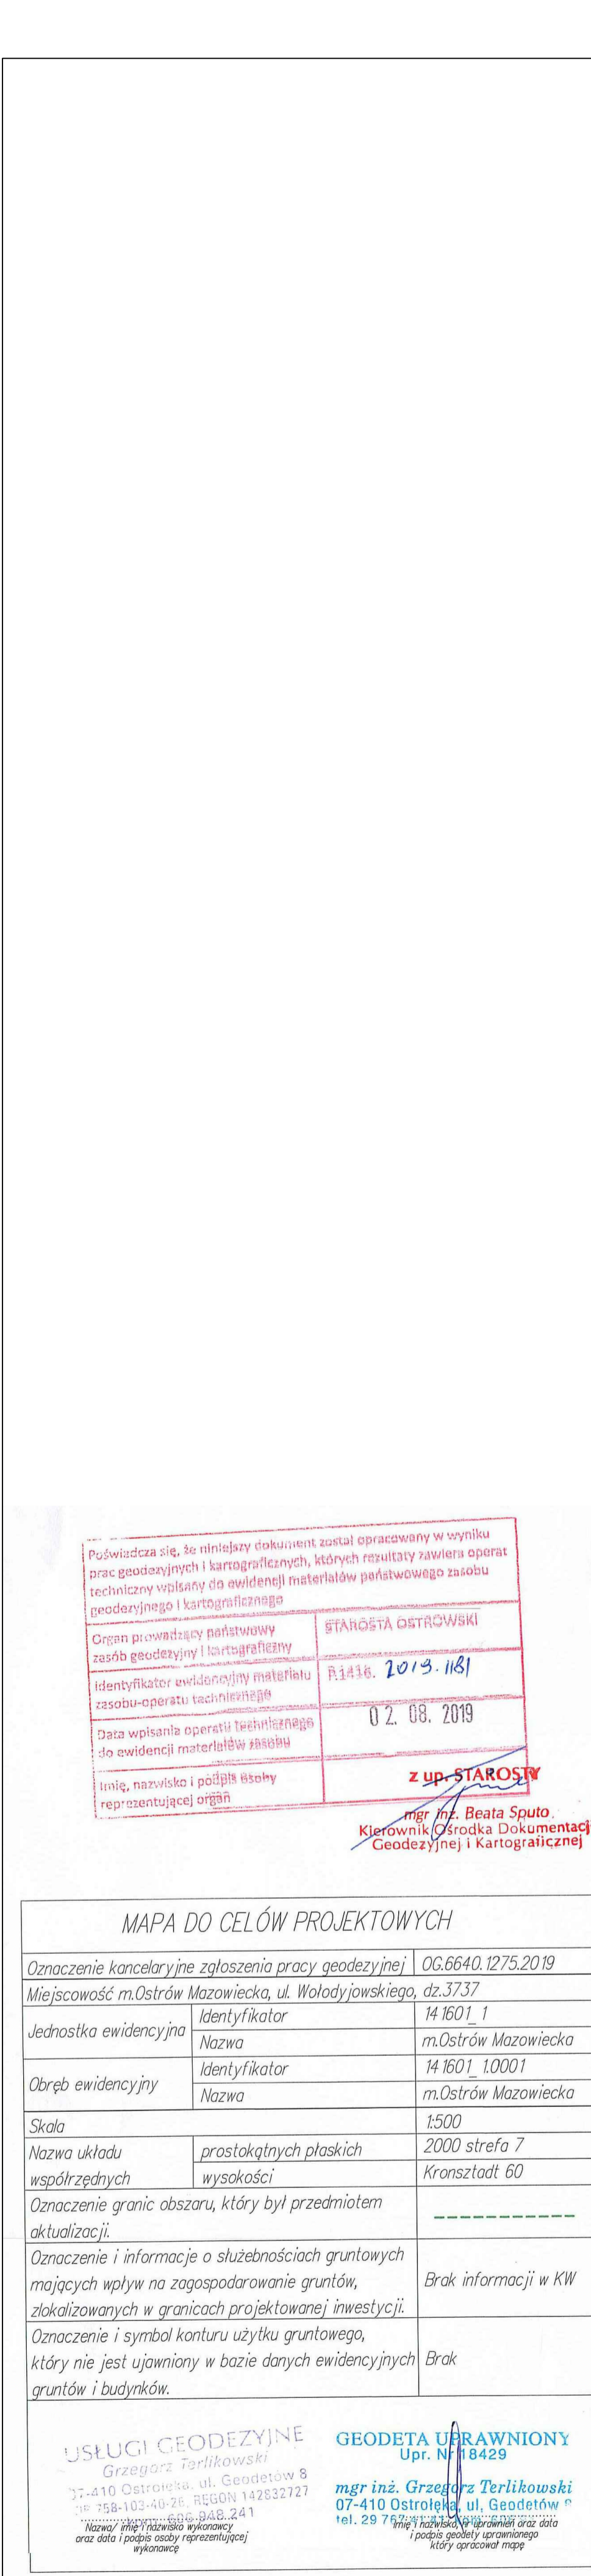 Poświadcza się, że niniejszy dokument został opracowany w wyniku
prac geodezyjnych i kartograficznych, których rezultaty zawiera operat
techniczny wpisany do ewidencji materiałów państwowego zasobu
geodezyjnego i kartograficznego
Organ prowadzący państwowy
zasób geodezyjny i kartograficzny
STAROSTA OSTROWSKI
Identyfikator ewidencyjny materiału
zasobu-operatu technicznego
P.1416. 2019.1181
Data wpisania operatu technicznego
do ewidencji materiałów zasobu
02. 08. 2019
Imię, nazwisko i podpis osoby
reprezentującej organ
z up. STAROSTY
mgr inż. Beata Sputo
Kierownik Ośrodka Dokumentacji
Geodezyjnej i Kartograficznej
MAPA DO CELÓW PROJEKTOWYCH
Oznaczenie kancelaryjne zgłoszenia pracy geodezyjnej OG.6640.1275.2019
Miejscowość m.Ostrów Mazowiecka, ul. Wołodyjowskiego, dz.3737
Jednostka ewidencyjna
Identyfikator 141601_1
Nazwa m.Ostrów Mazowiecka
Obręb ewidencyjny
Identyfikator 141601_1.0001
Nazwa m.Ostrów Mazowiecka
Skala 1:500
Nazwa układu
współrzędnych
prostokątnych płaskich 2000 strefa 7
wysokości Kronsztadt 60
Oznaczenie granic obszaru, który był przedmiotem
aktualizacji.
Oznaczenie i informacje o służebnościach gruntowych
mających wpływ na zagospodarowanie gruntów,
zlokalizowanych w granicach projektowanej inwestycji.
Brak informacji w KW
Oznaczenie i symbol konturu użytku gruntowego,
który nie jest ujawniony w bazie danych ewidencyjnych
gruntów i budynków.
Brak
USŁUGI GEODEZYJNE
Grzegorz Terlikowski
07-410 Ostrołęka, ul. Geodetów 8
758-103-40-26, REGON 142832727
948.241
Nazwa/ imię i nazwisko wykonawcy
oraz data i podpis osoby reprezentującej
wykonawcę
GEODETA UPRAWNIONY
Upr. Nr 18429
mgr inż. Grzegorz Terlikowski
07-410 Ostrołęka, ul. Geodetów
tel. 29
imię i nazwisko, nr uprawnień oraz data
i podpis geodety uprawnionego
który opracował mapę